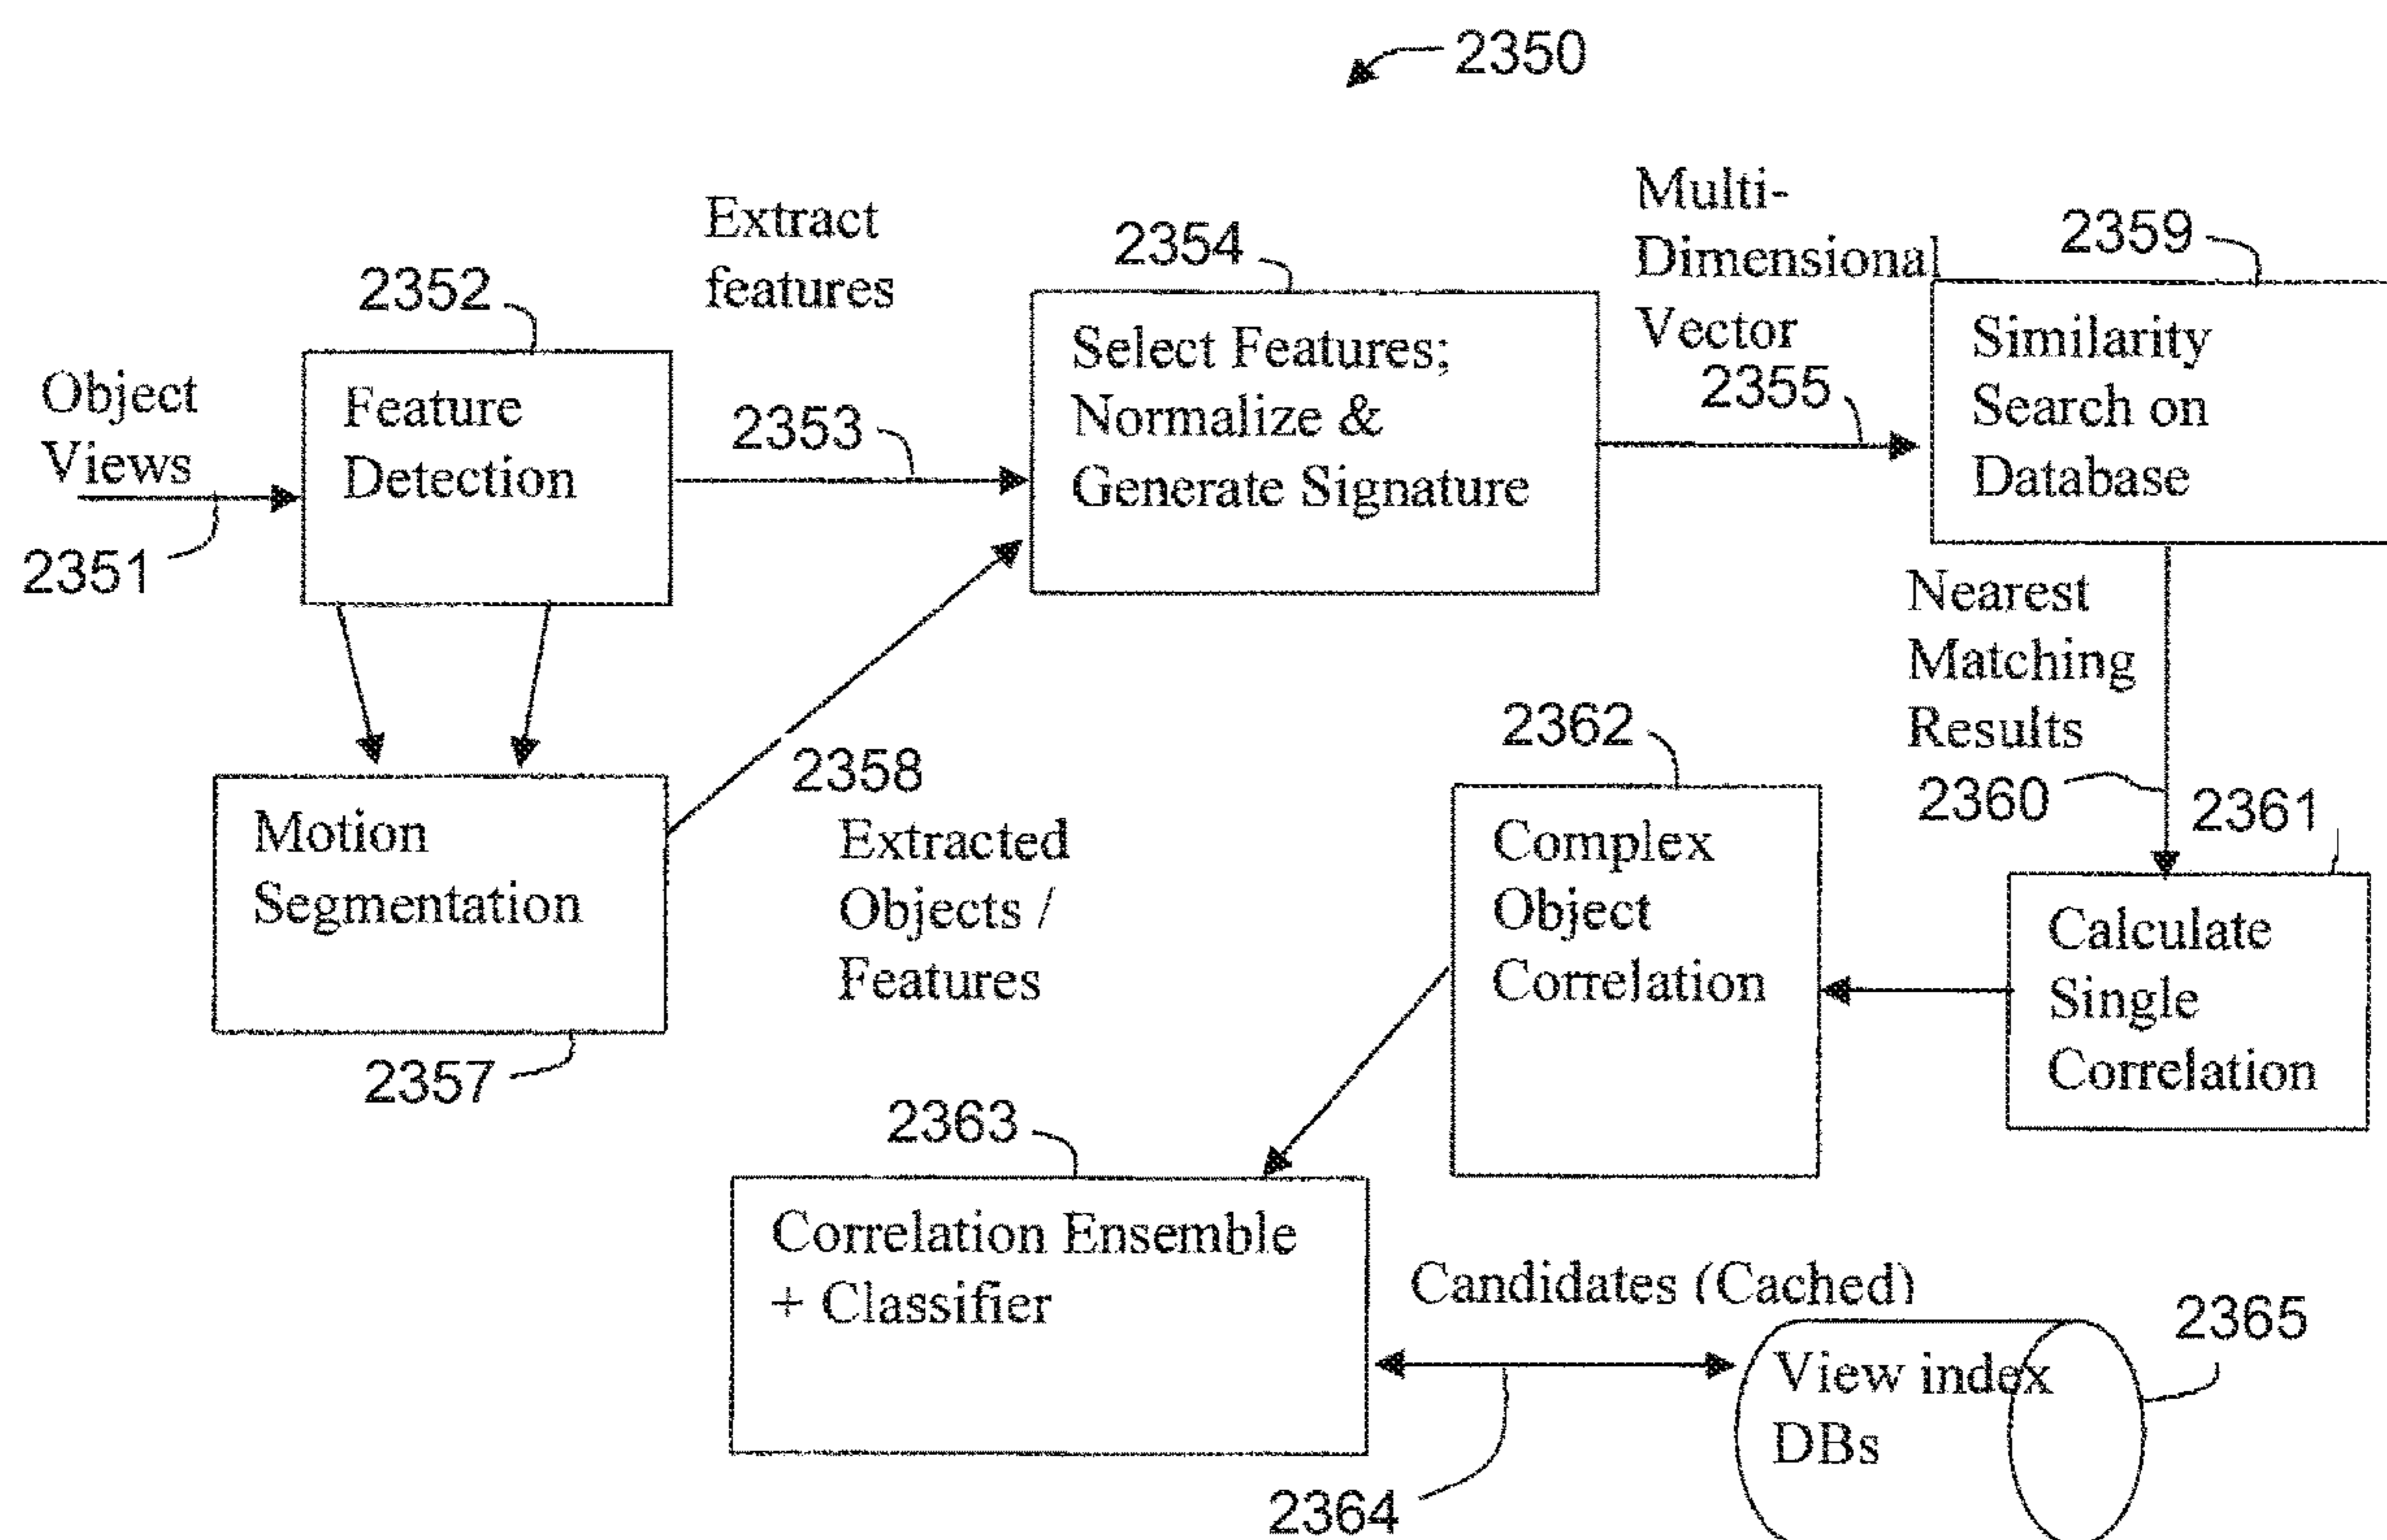 2350
Extract
features
2354
Multi-
Dimensional
Vector
2355
2359
2352
Object
Views
2351
Feature
Detection
2353
Select Features;
Normalize &
Generate Signature
Similarity
Search on
Database
Nearest
Matching
Results
2360
2361
2362
2358
Extracted
Objects /
Features
Motion
Segmentation
2357
Complex
Object
Correlation
Calculate
Single
Correlation
2363
Correlation Ensemble
+ Classifier
Candidates (Cached)
2364
View index
DBs
2365